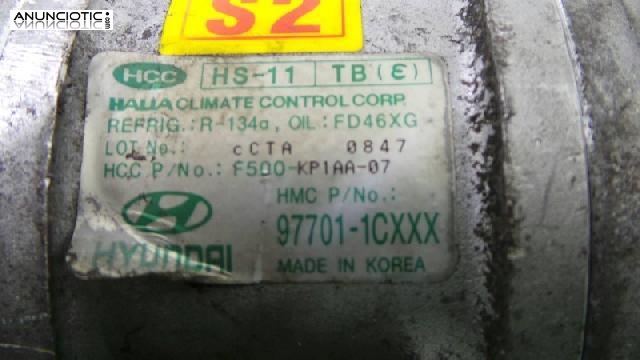 ANUNCIOTIC.COM
S2
HCC HS-11 TB(ε)
HALLA CLIMATE CONTROL CORP.
REFRIG.: R-134a, OIL: FD46XG
LOT No.: cCTA 0847
HCC P/No.: F500-KP1AA-07
HMC P/No.:
97701-1CXXX
HYUNDAI
MADE IN KOREA